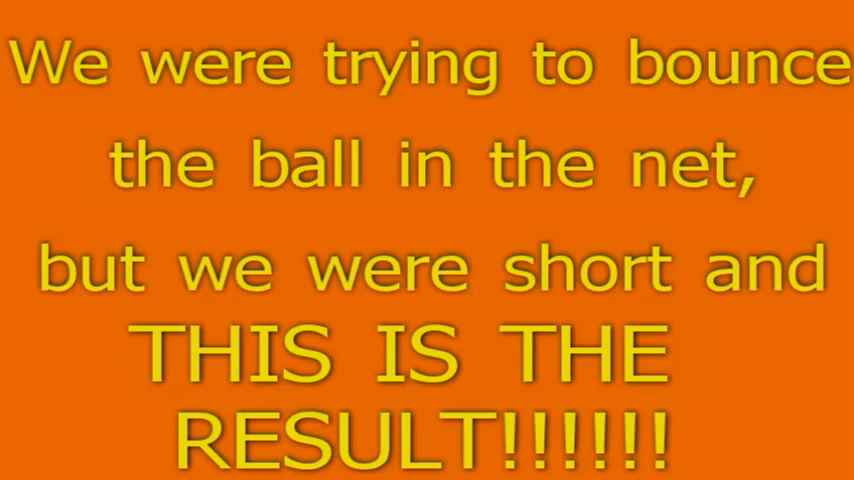 We were trying to bounce
the ball in the net,
but we were short and
THIS IS THE
RESULT!!!!!!